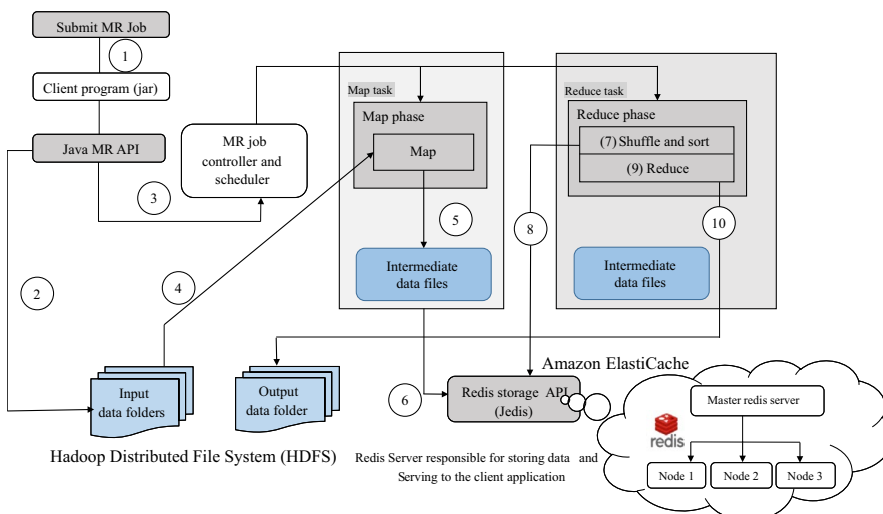 Submit MR Job
1
Client program (jar)
Java MR API
3
MR job
controller and
scheduler
2
4
Map task
Map phase
Map
5
Intermediate
data files
Reduce task
Reduce phase
(7) Shuffle and sort
(9) Reduce
8
10
Intermediate
data files
Input
data folders
Output
data folder
Hadoop Distributed File System (HDFS)
6
Redis storage API
(Jedis)
Redis Server responsible for storing data and
Serving to the client application
Amazon ElastiCache
Master redis server
redis
Node 1
Node 2
Node 3